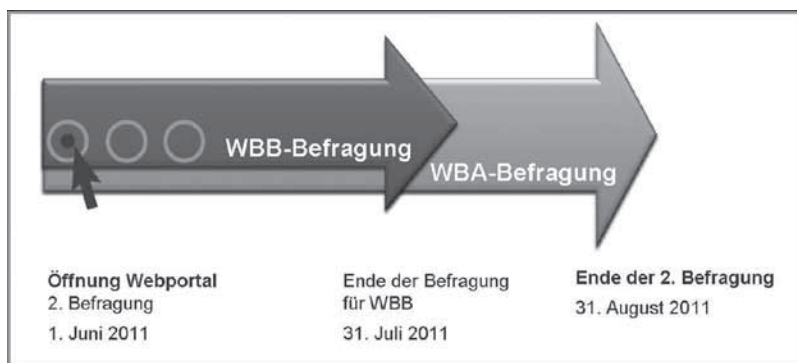 WBB-Befragung
WBA-Befragung
Öffnung Webportal
2. Befragung
1. Juni 2011
Ende der Befragung
für WBB
31. Juli 2011
Ende der 2. Befragung
31. August 2011